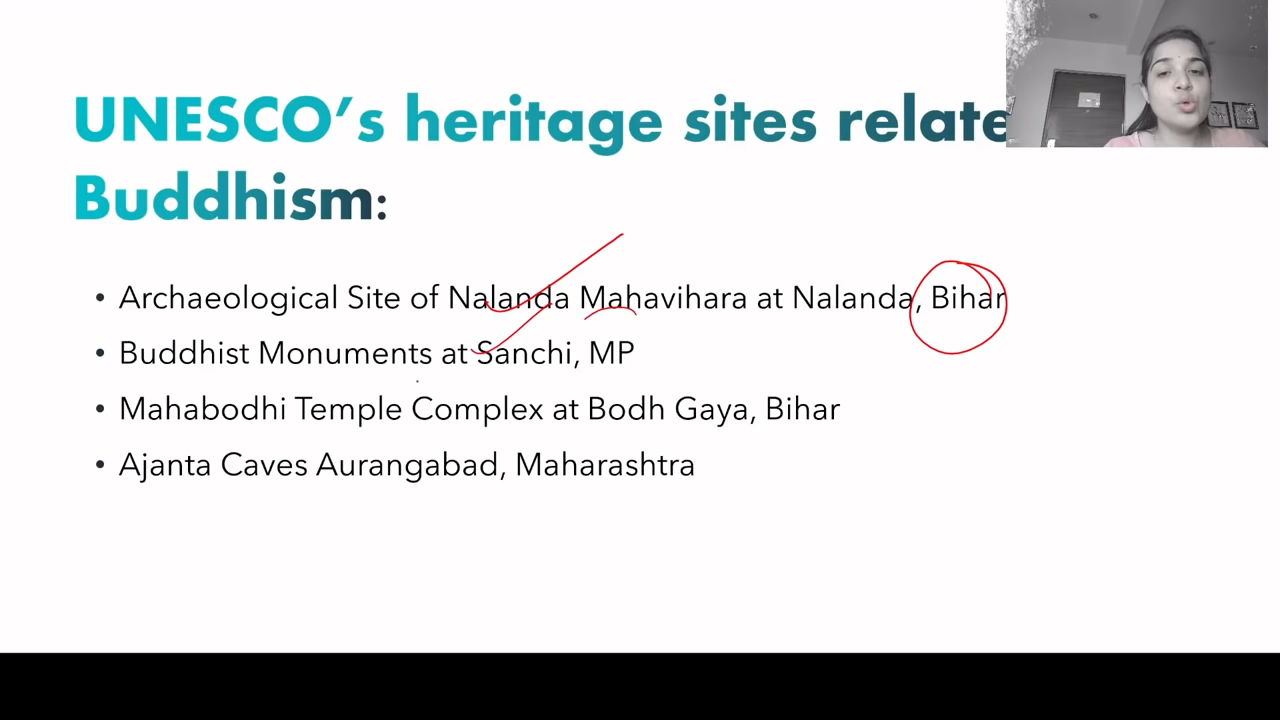 UNESCO’s heritage sites relate
Buddhism:
• Archaeological Site of Nalanda Mahavihara at Nalanda, Bihar
• Buddhist Monuments at Sanchi, MP
• Mahabodhi Temple Complex at Bodh Gaya, Bihar
• Ajanta Caves Aurangabad, Maharashtra